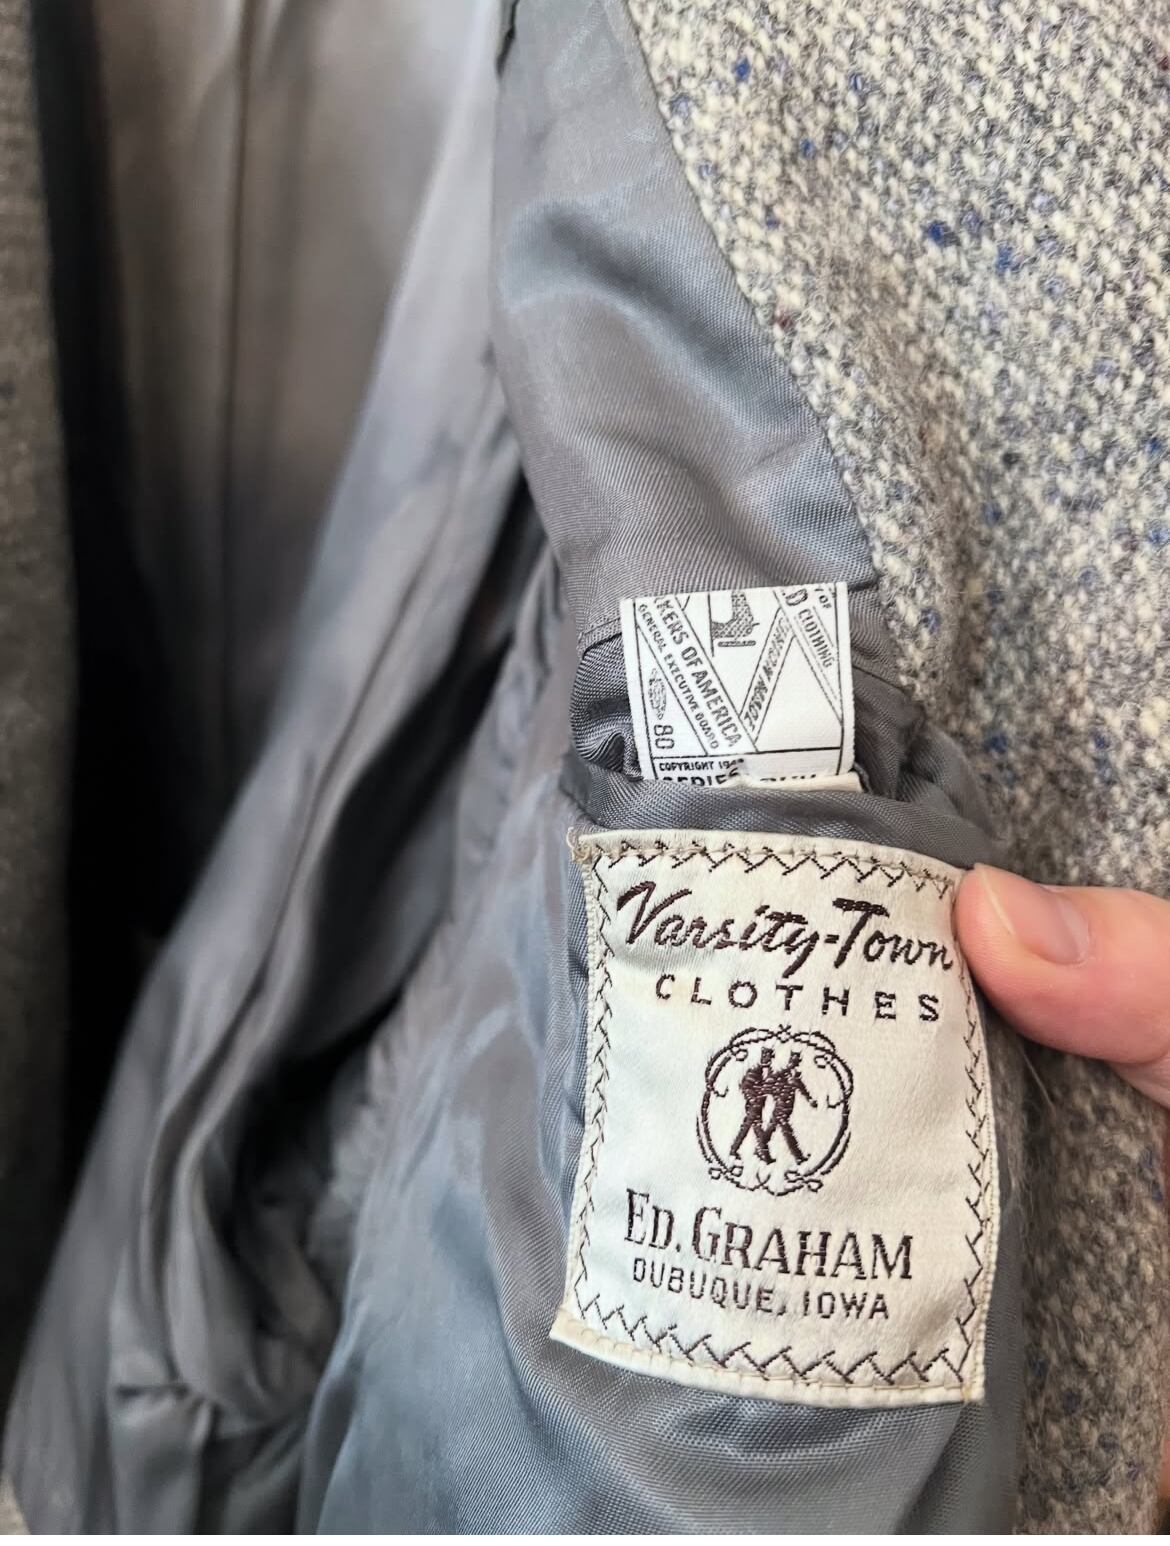 D
CLOTHING
KERS OF AMERICA
GENERAL EXECUTIVE BOARD
80
COPYRIGHT
Varsity-Town
CLOTHES
ED. GRAHAM
DUBUQUE, IOWA